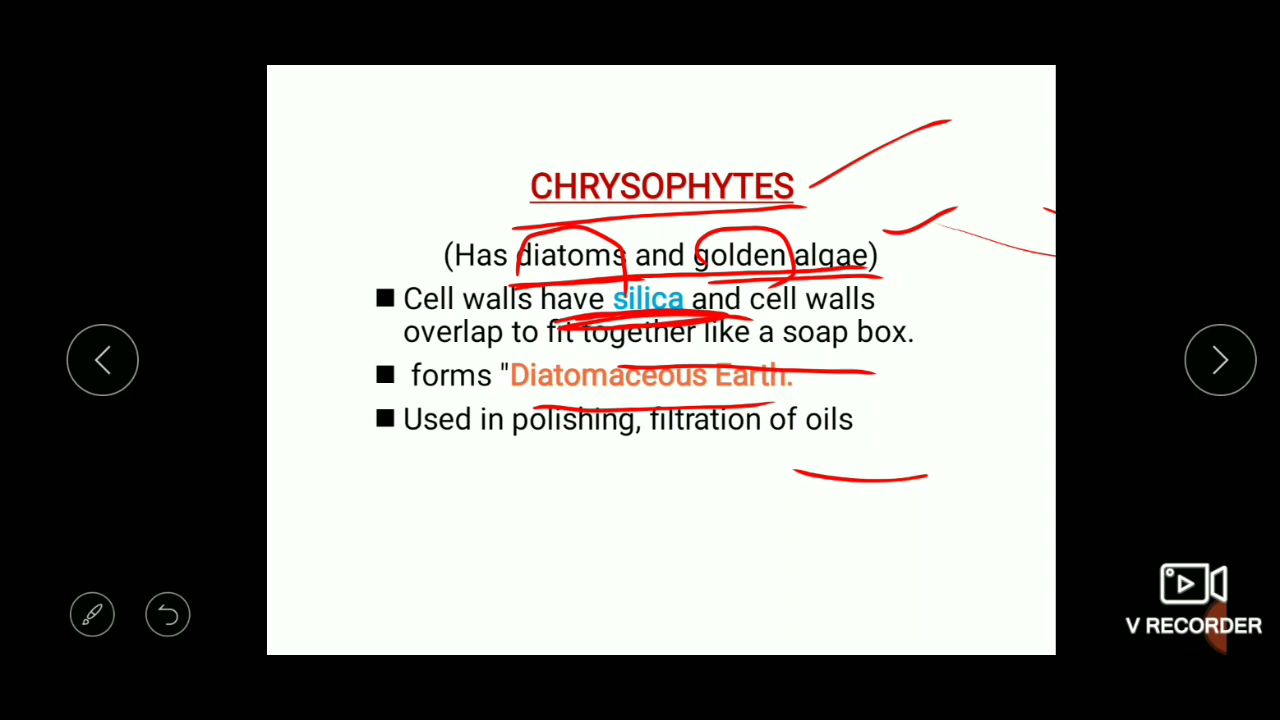 CHRYSOPHYTES
(Has diatoms and golden algae)
■ Cell walls have silica and cell walls
overlap to fit together like a soap box.
■ forms "Diatomaceous Earth.
■ Used in polishing, filtration of oils
V RECORDER